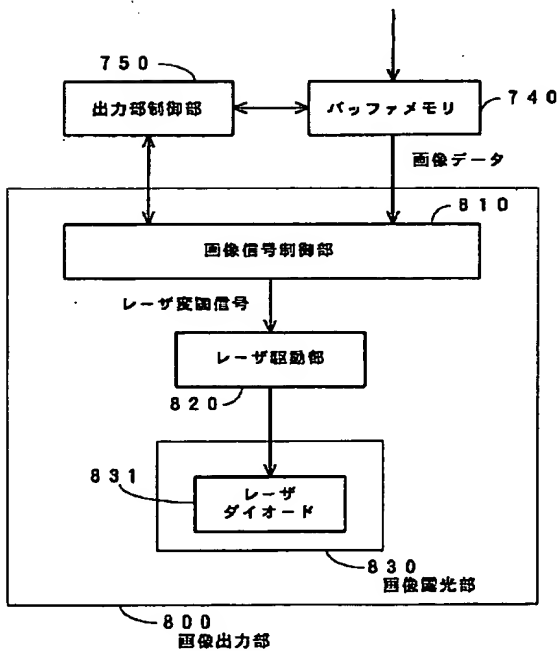 750
出力部制御部
バッファメモリ
740
画像データ
810
画像信号制御部
レーザ変調信号
レーザ駆動部
820
831
レーザ
ダイオード
830
画像露光部
800
画像出力部